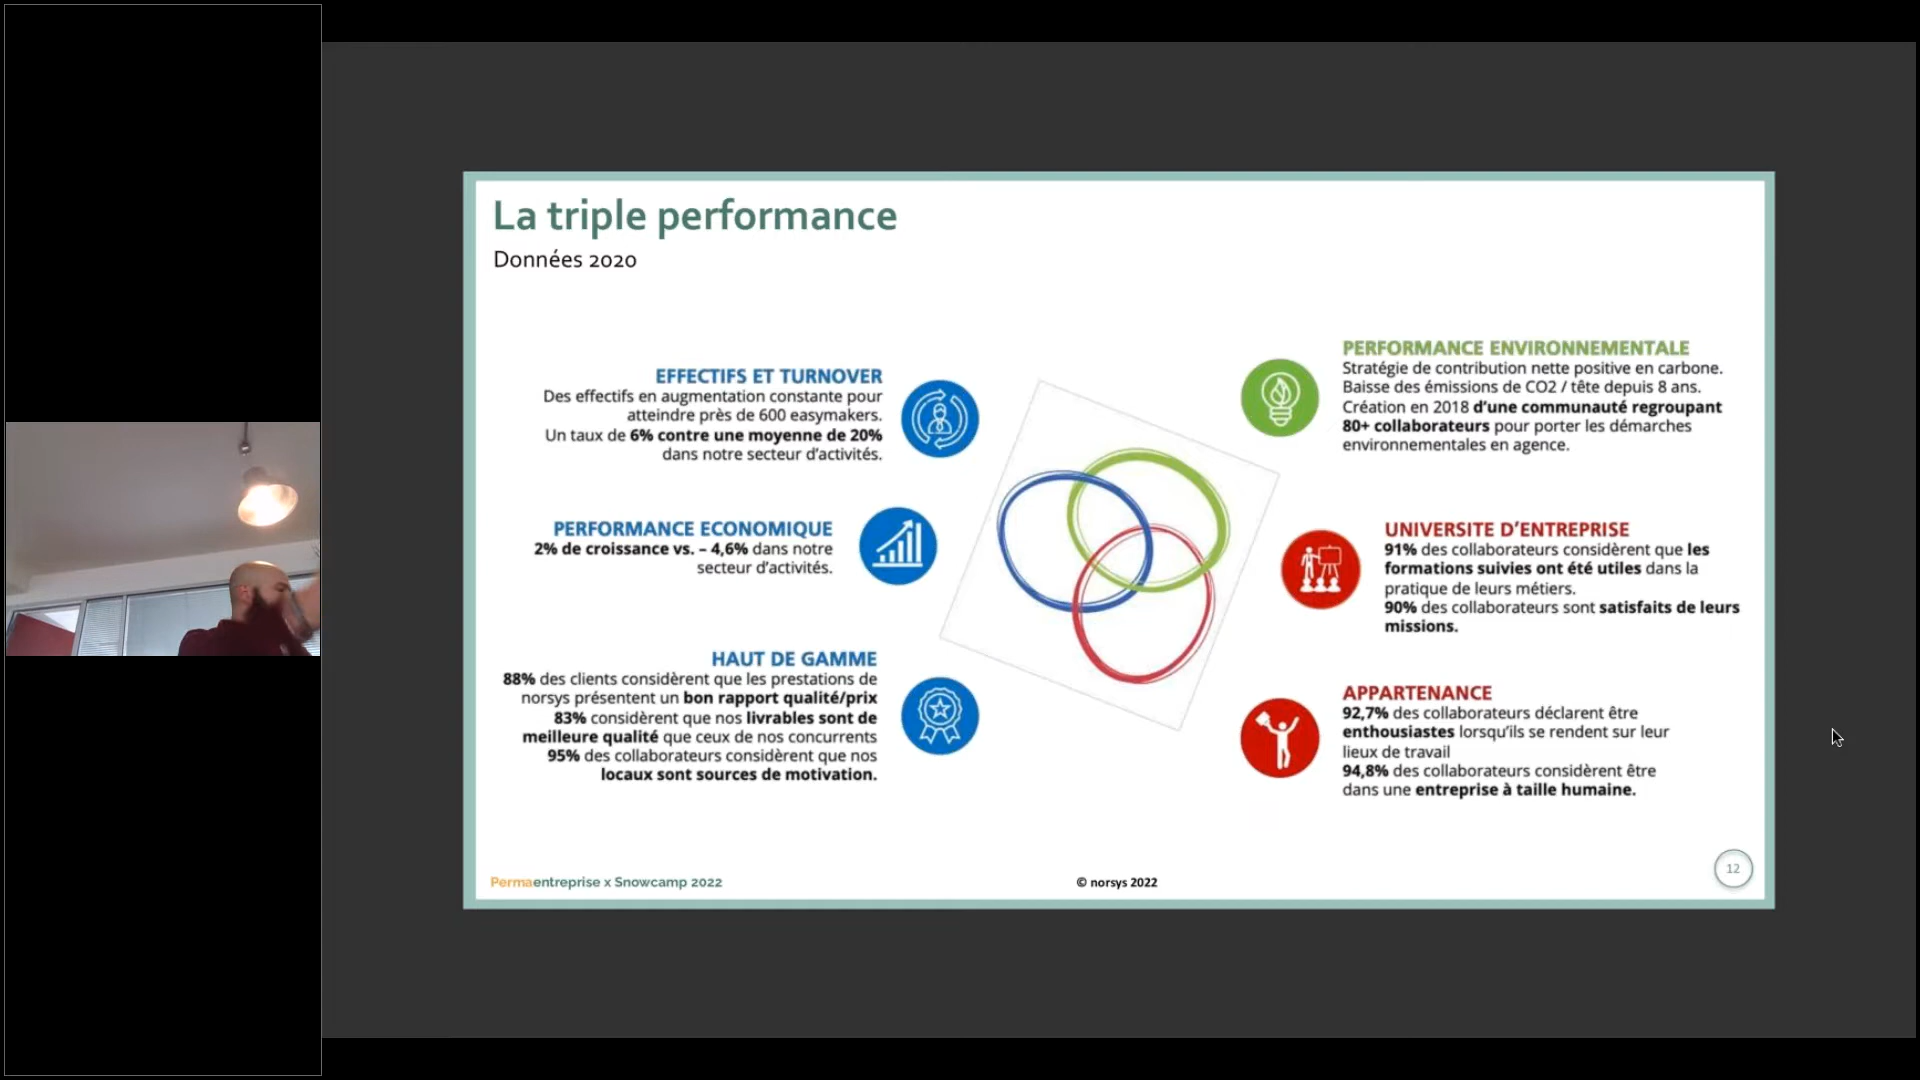 La triple performance
Données 2020
EFFECTIFS ET TURNOVER
Des effectifs en augmentation constante pour
atteindre près de 600 easymakers.
Un taux de 6% contre une moyenne de 20%
dans notre secteur d'activités.
PERFORMANCE ECONOMIQUE
2% de croissance vs. – 4,6% dans notre
secteur d'activités.
HAUT DE GAMME
88% des clients considèrent que les prestations de
norsys présentent un bon rapport qualité/prix
83% considèrent que nos livrables sont de
meilleure qualité que ceux de nos concurrents
95% des collaborateurs considèrent que nos
locaux sont sources de motivation.
PERFORMANCE ENVIRONNEMENTALE
Stratégie de contribution nette positive en carbone.
Baisse des émissions de CO2 / tête depuis 8 ans.
Création en 2018 d'une communauté regroupant
80+ collaborateurs pour porter les démarches
environnementales en agence.
UNIVERSITE D'ENTREPRISE
91% des collaborateurs considèrent que les
formations suivies ont été utiles dans la
pratique de leurs métiers.
90% des collaborateurs sont satisfaits de leurs
missions.
APPARTENANCE
92,7% des collaborateurs déclarent être
enthousiastes lorsqu'ils se rendent sur leur
lieux de travail
94,8% des collaborateurs considèrent être
dans une entreprise à taille humaine.
Permaentreprise x Snowcamp 2022
© norsys 2022
12